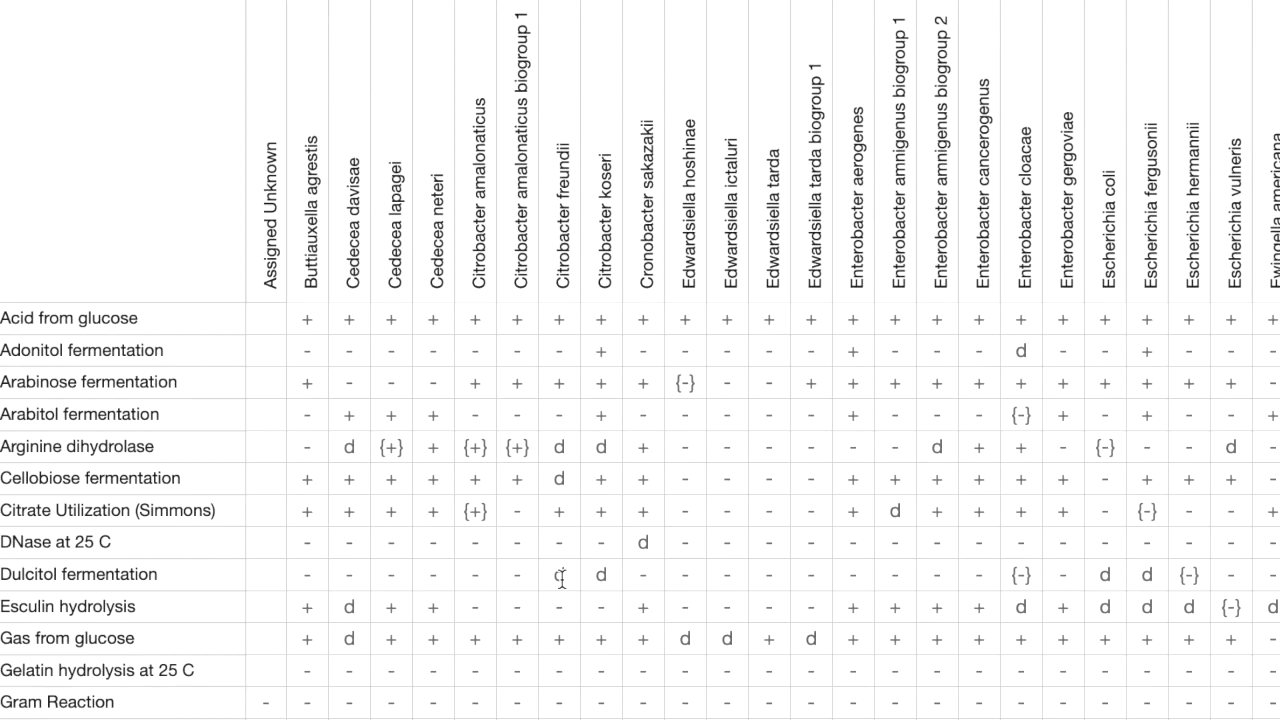 Assigned Unknown
Buttiauxella agrestis
Cedecea davisae
Cedecea lapagei
Cedecea neteri
Citrobacter amalonaticus
Citrobacter amalonaticus biogroup 1
Citrobacter freundii
Citrobacter koseri
Cronobacter sakazakii
Edwardsiella hoshinae
Edwardsiella ictaluri
Edwardsiella tarda
Edwardsiella tarda biogroup 1
Enterobacter aerogenes
Enterobacter amnigenus biogroup 1
Enterobacter amnigenus biogroup 2
Enterobacter cancerogenus
Enterobacter cloacae
Enterobacter gergoviae
Escherichia coli
Escherichia fergusonii
Escherichia hermannii
Escherichia vulneris
Ewingella americana
Acid from glucose + + + + + + + + + + + + + + + + + + + + + + + +
Adonitol fermentation - - - - - - - + - - - - - + - - - d - - + - - -
Arabinose fermentation + - - - + + + + + {-} - - + + + + + + + + + + + -
Arabitol fermentation - + + + - - - + - - - - - + - - - {-} + - + - - +
Arginine dihydrolase - d {+} + {+} {+} d d + - - - - - - d + + - {-} - - d -
Cellobiose fermentation + + + + + + d + + - - - - + + + + + + - + + + -
Citrate Utilization (Simmons) + + + + {+} - + + + - - - - + d + + + + - {-} - - +
DNase at 25 C - - - - - - - - d - - - - - - - - - - - - - - -
Dulcitol fermentation - - - - - - d d - - - - - - - - - {-} - d d {-} - -
Esculin hydrolysis + d + + - - - - + - - - - + + + + d + d d d {-} d
Gas from glucose + d + + + + + + + d d + d + + + + + + + + + + -
Gelatin hydrolysis at 25 C - - - - - - - - - - - - - - - - - - - - - - - -
Gram Reaction - - - - - - - - - - - - - - - - - - - - - - - - -